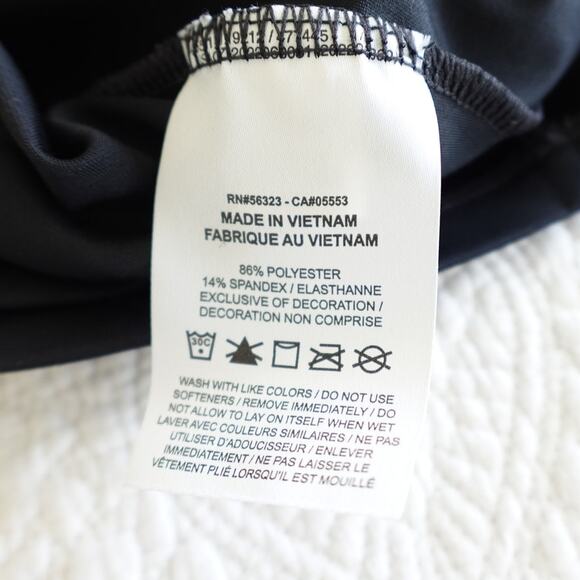 RN#56323 - CA#05553
MADE IN VIETNAM
FABRIQUE AU VIETNAM
86% POLYESTER
14% SPANDEX / ELASTHANNE
EXCLUSIVE OF DECORATION /
DECORATION NON COMPRISE
30C
WASH WITH LIKE COLORS / DO NOT USE
SOFTENERS / REMOVE IMMEDIATELY / DO
NOT ALLOW TO LAY ON ITSELF WHEN WET
LAVER AVEC COULEURS SIMILAIRES / NE PAS
UTILISER D'ADOUCISSEUR / ENLEVER
IMMEDIATEMENT / NE PAS LAISSER LE
VÊTEMENT PLIÉ LORSQU'IL EST MOUILLÉ